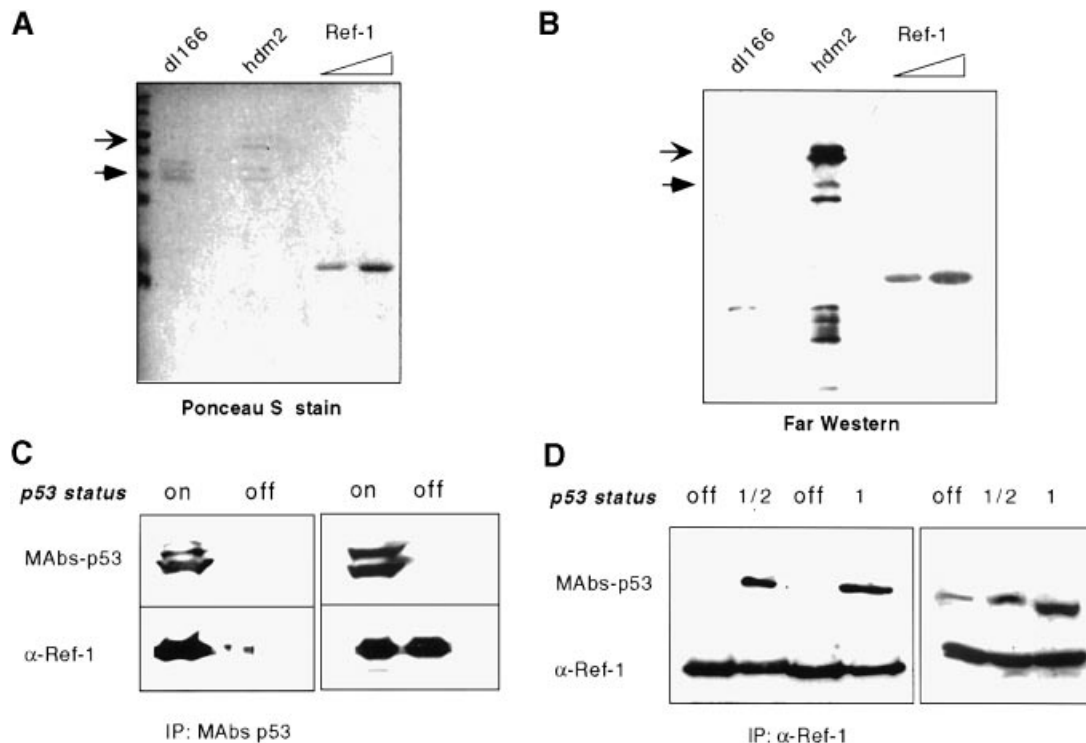 A
dl166
hdm2
Ref-1
Ponceau S stain
B
dl166
hdm2
Ref-1
Far Western
C
p53 status
on
off
on
off
MAbs-p53
α-Ref-1
IP: MAbs p53
D
p53 status
off
1/2
off
1
off
1/2
1
MAbs-p53
α-Ref-1
IP: α-Ref-1